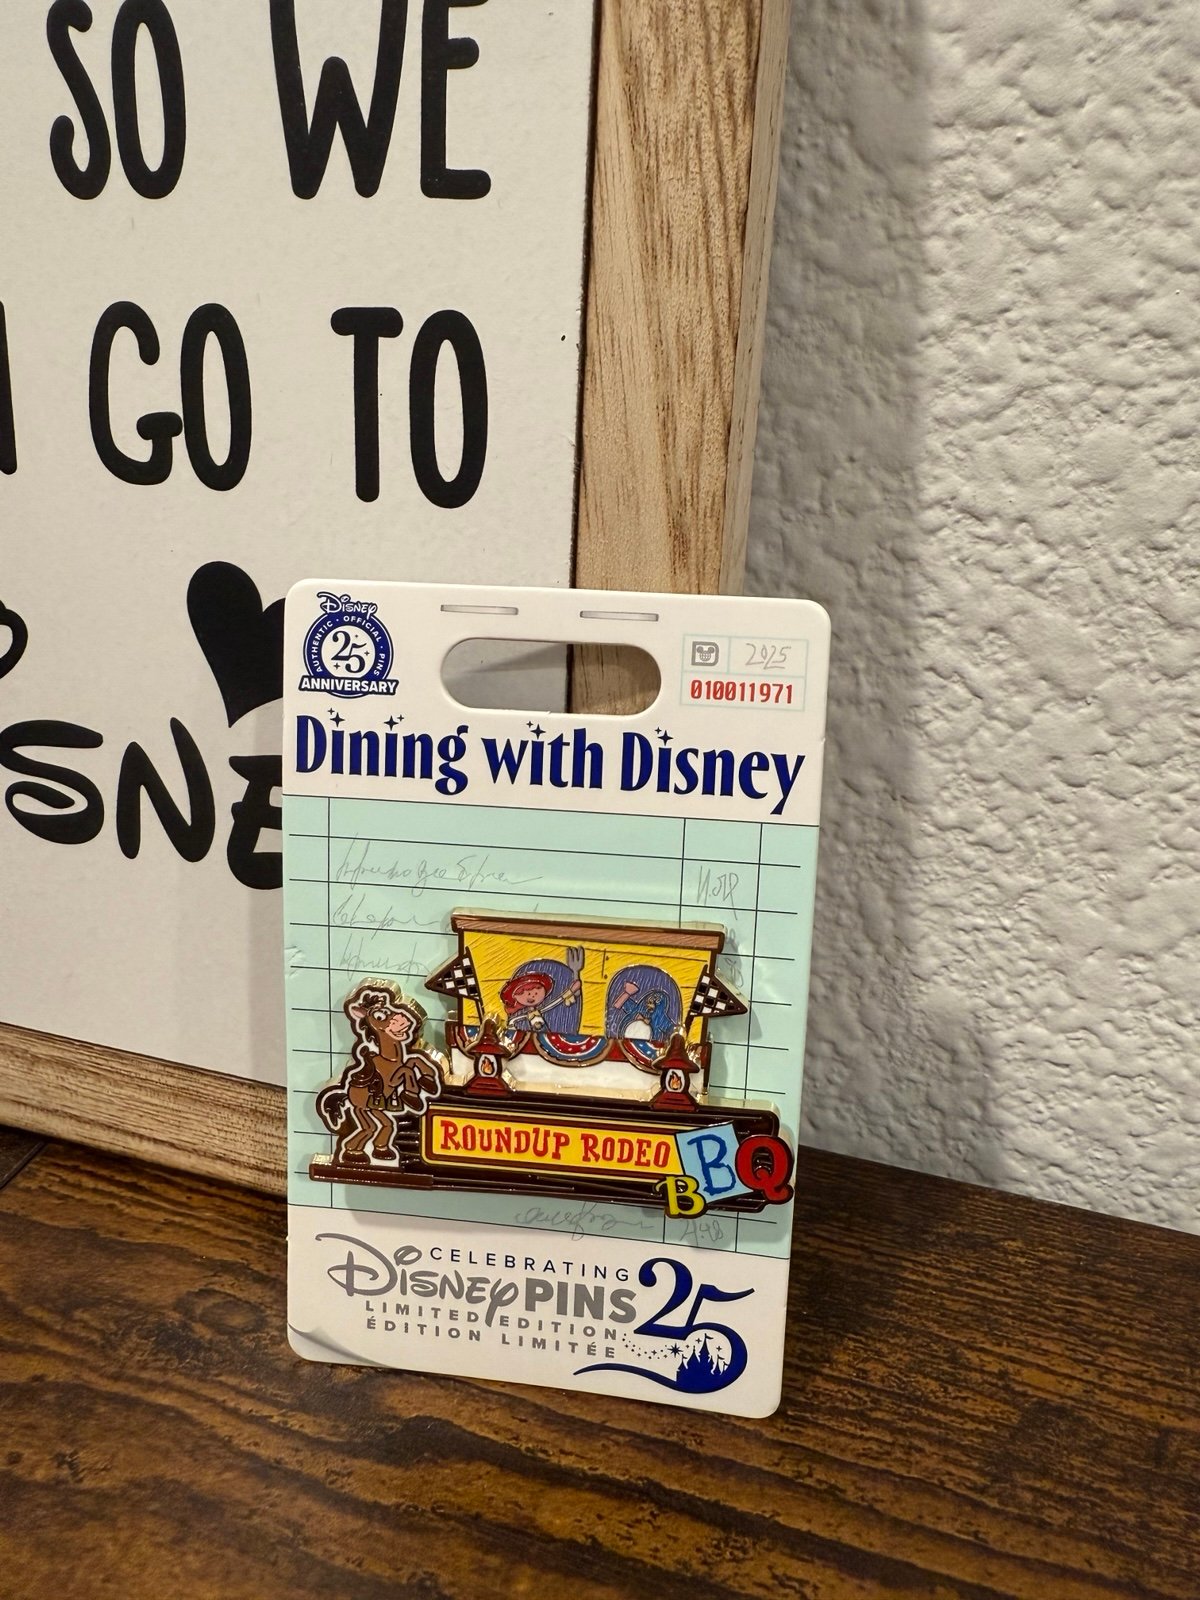 SO WE
GO TO
SNE
Disney
AUTHENTIC • OFFICIAL • PINS
25
ANNIVERSARY
2025
010011971
Dining with Disney
ROUNDUP RODEO BBQ
CELEBRATING
Disney PINS 25
LIMITED EDITION
ÉDITION LIMITÉE